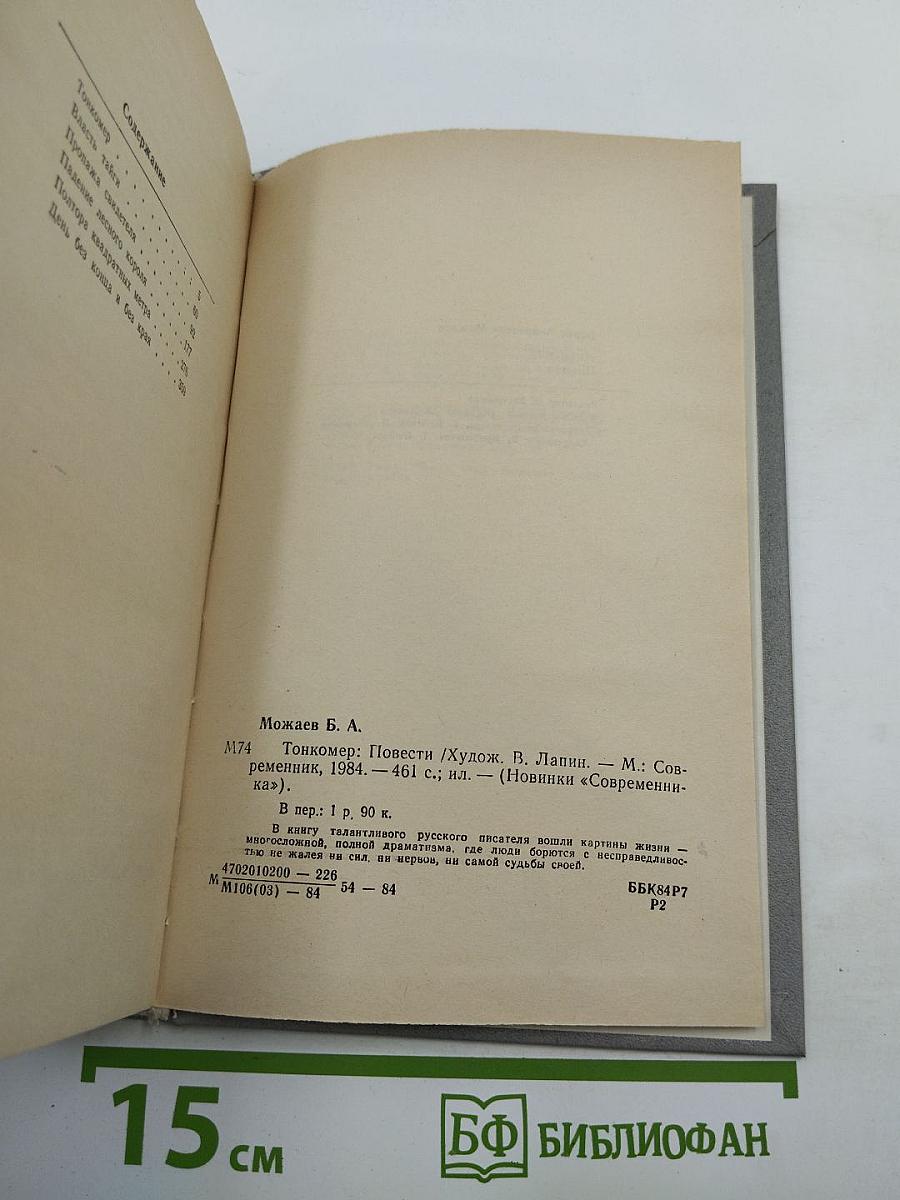 Содержание
Тонкомер . . . . . . 5
Власть тайги . . . . . . 60
Пропажа свидетеля . . . . . 92
Падение лесного короля . . . . 177
Полтора квадратных метра . . . . 276
День без конца и без края . . . . 358
Можаев Б. А.
М74 Тонкомер: Повести /Худож. В. Лапин. — М.: Сов-
ременник, 1984. — 461 с.; ил. — (Новинки «Современни-
ка»).
В пер.: 1 р. 90 к.
В книгу талантливого русского писателя вошли картины жизни —
многосложной, полной драматизма, где люди борются с несправедливос-
тью не жалея ни сил, ни нервов, ни самой судьбы своей.
М 4702010200 — 226 54 — 84
М106(03) — 84
ББК84Р7
Р2
15 см
БФ БИБЛИОФАН